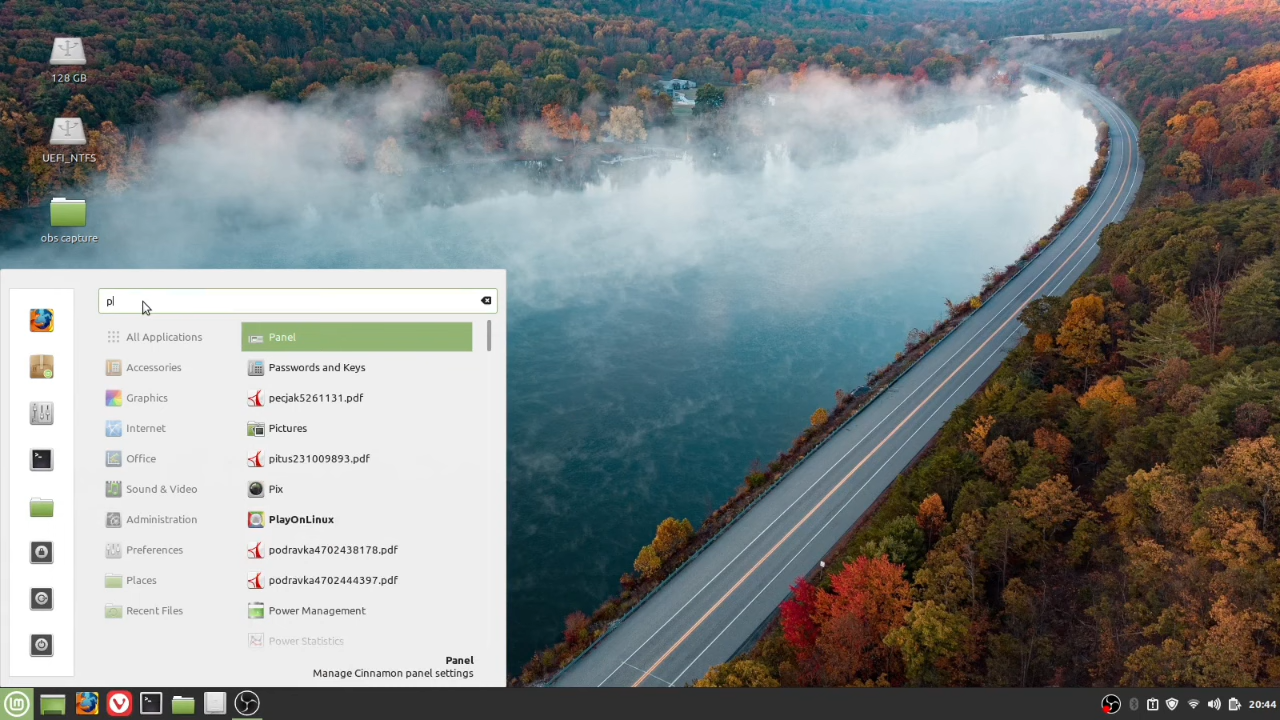 128 GB
UEFI_NTFS
obs capture
pl
All Applications
Accessories
Graphics
Internet
Office
Sound & Video
Administration
Preferences
Places
Recent Files
Panel
Passwords and Keys
pecjak5261131.pdf
Pictures
pitus231009893.pdf
Pix
PlayOnLinux
podravka4702438178.pdf
podravka4702444397.pdf
Power Management
Power Statistics
Panel
Manage Cinnamon panel settings
20:44